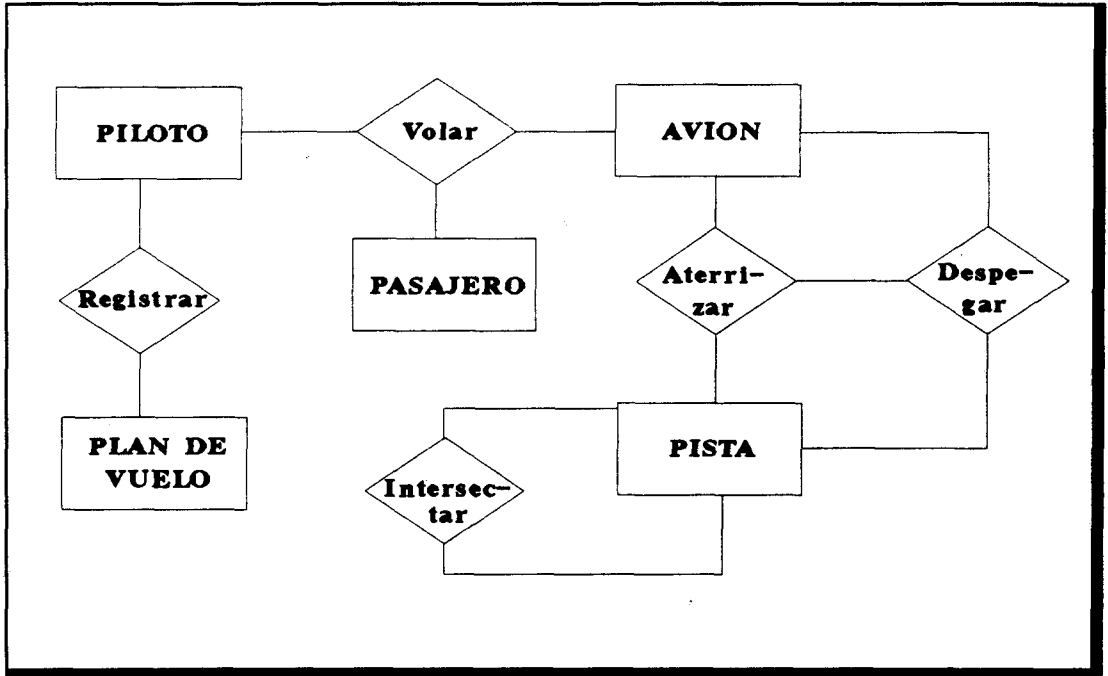 PILOTO
Volar
AVION
PASAJERO
Registrar
Aterri-
zar
Despe-
gar
PLAN DE
VUELO
PISTA
Intersec-
tar